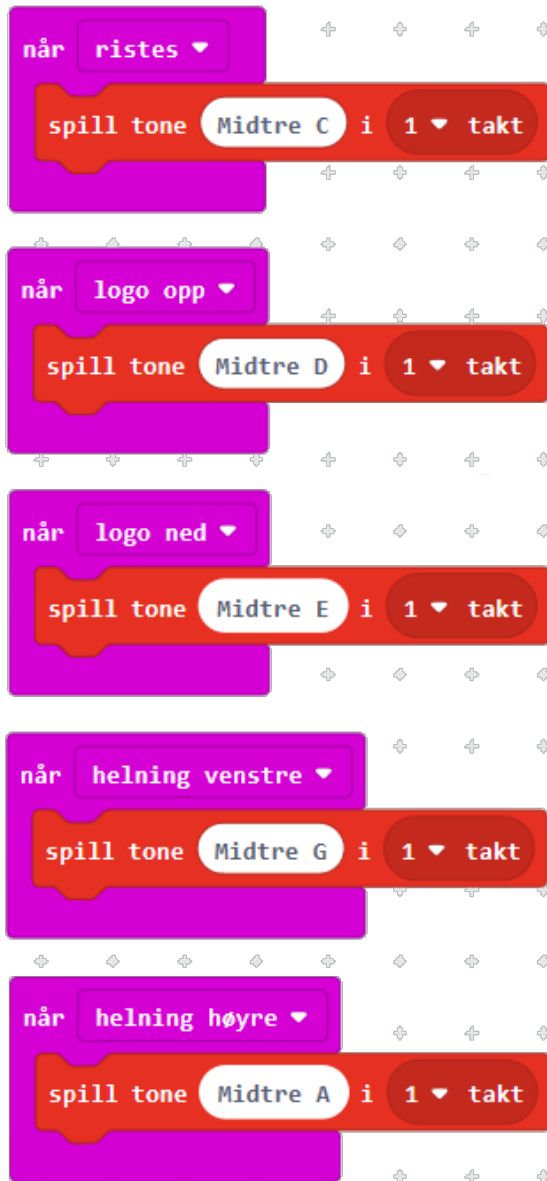 når ristes
spill tone Midtre C i 1 takt
når logo opp
spill tone Midtre D i 1 takt
når logo ned
spill tone Midtre E i 1 takt
når helning venstre
spill tone Midtre G i 1 takt
når helning høyre
spill tone Midtre A i 1 takt